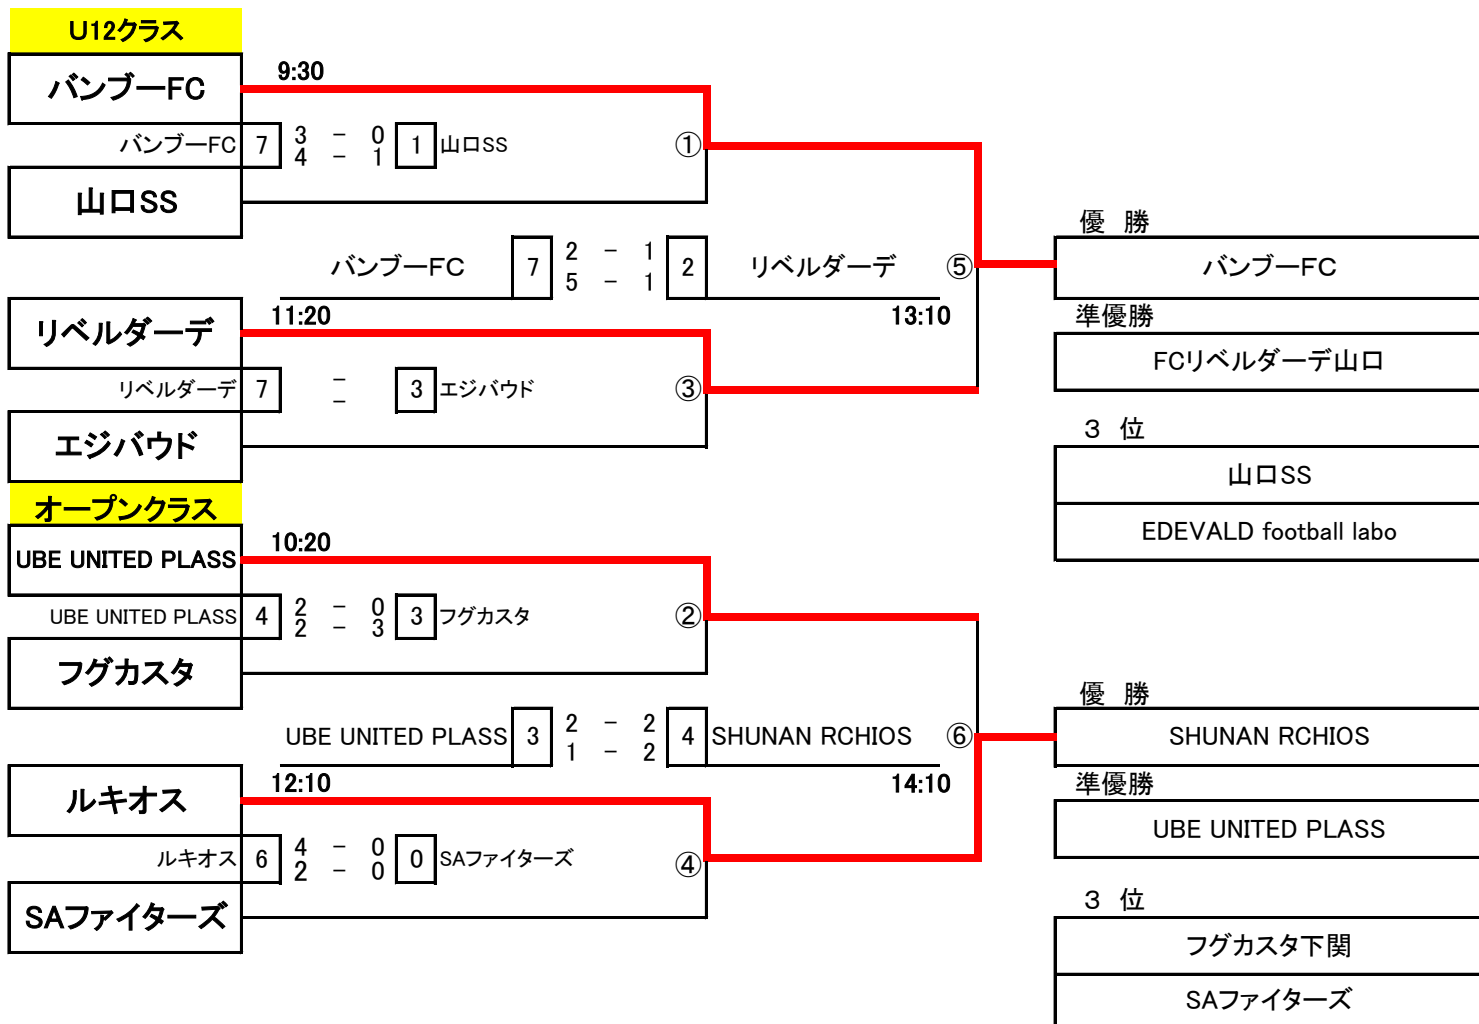 U12クラス
バンブーFC
9:30
バンブーFC 7 3 - 0 1 山口SS
4 - 1
①
山口SS
バンブーFC 7 2 - 1 2 リベルダーデ
5 - 1
⑤
優 勝
バンブーFC
準優勝
FCリベルダーデ山口
リベルダーデ
11:20
13:10
リベルダーデ 7 - 3 エジバウド
-
③
エジバウド
3 位
山口SS
EDEVALD football labo
オープンクラス
UBE UNITED PLASS
10:20
UBE UNITED PLASS 4 2 - 0 3 フグカスタ
2 - 3
②
フグカスタ
UBE UNITED PLASS 3 2 - 2 4 SHUNAN RCHIOS
1 - 2
⑥
優 勝
SHUNAN RCHIOS
準優勝
UBE UNITED PLASS
ルキオス
12:10
14:10
ルキオス 6 4 - 0 0 SAファイターズ
2 - 0
④
SAファイターズ
3 位
フグカスタ下関
SAファイターズ